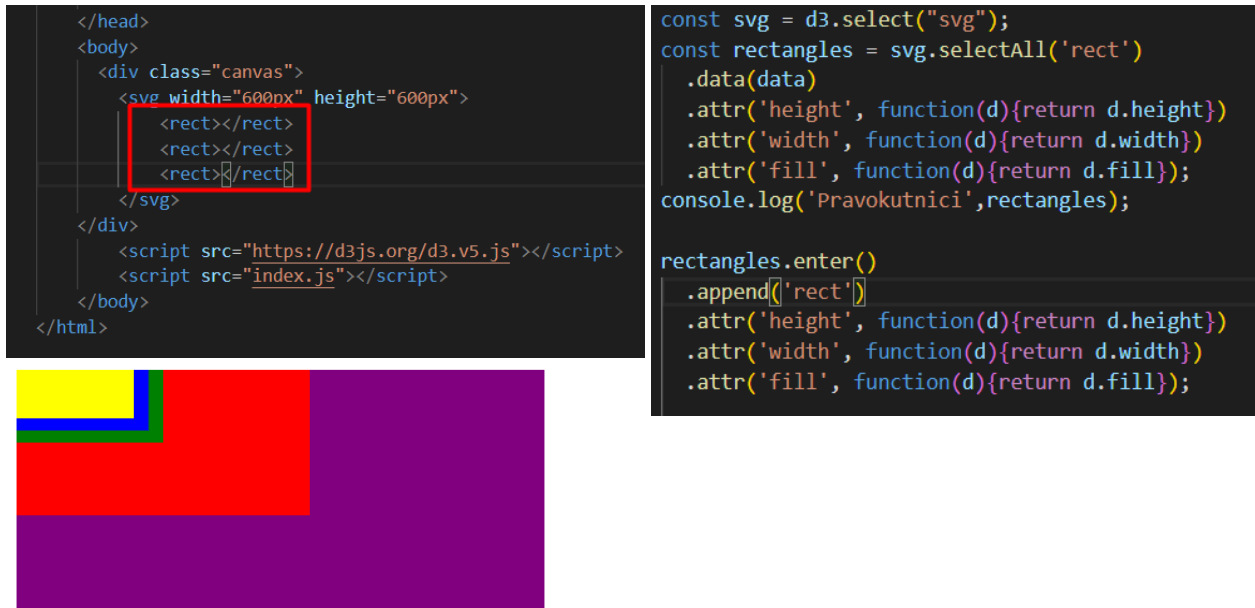 </head>
<body>
<div class="canvas">
<svg width="600px" height="600px">
<rect></rect>
<rect></rect>
<rect></rect>
</svg>
</div>
<script src="https://d3js.org/d3.v5.js"></script>
<script src="index.js"></script>
</body>
</html>
const svg = d3.select("svg");
const rectangles = svg.selectAll('rect')
.data(data)
.attr('height', function(d){return d.height})
.attr('width', function(d){return d.width})
.attr('fill', function(d){return d.fill});
console.log('Pravokutnici',rectangles);
rectangles.enter()
.append('rect')
.attr('height', function(d){return d.height})
.attr('width', function(d){return d.width})
.attr('fill', function(d){return d.fill});